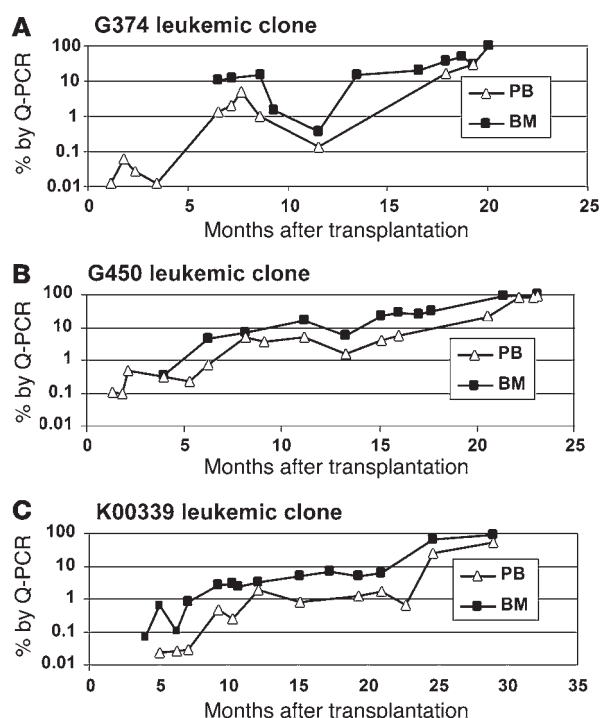 A
G374 leukemic clone
% by Q-PCR
100
10
1
0.1
0.01
PB
BM
0 5 10 15 20 25
Months after transplantation
B
G450 leukemic clone
% by Q-PCR
100
10
1
0.1
0.01
PB
BM
0 5 10 15 20 25
Months after transplantation
C
K00339 leukemic clone
% by Q-PCR
100
10
1
0.1
0.01
PB
BM
0 5 10 15 20 25 30 35
Months after transplantation